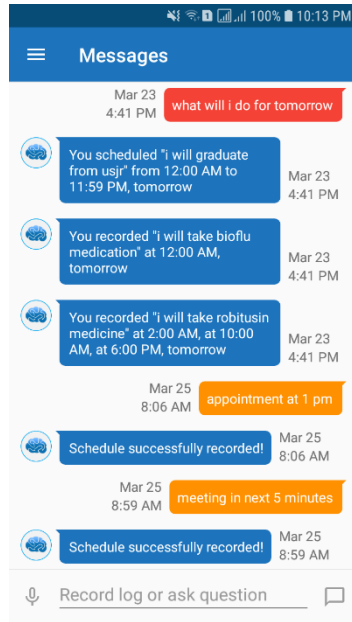 100% 10:13 PM
Messages
Mar 23
4:41 PM
what will i do for tomorrow
You scheduled "i will graduate
from usjr" from 12:00 AM to
11:59 PM, tomorrow
Mar 23
4:41 PM
You recorded "i will take bioflu
medication" at 12:00 AM,
tomorrow
Mar 23
4:41 PM
You recorded "i will take robitusin
medicine" at 2:00 AM, at 10:00
AM, at 6:00 PM, tomorrow
Mar 23
4:41 PM
Mar 25
8:06 AM
appointment at 1 pm
Schedule successfully recorded!
Mar 25
8:06 AM
Mar 25
8:59 AM
meeting in next 5 minutes
Schedule successfully recorded!
Mar 25
8:59 AM
Record log or ask question